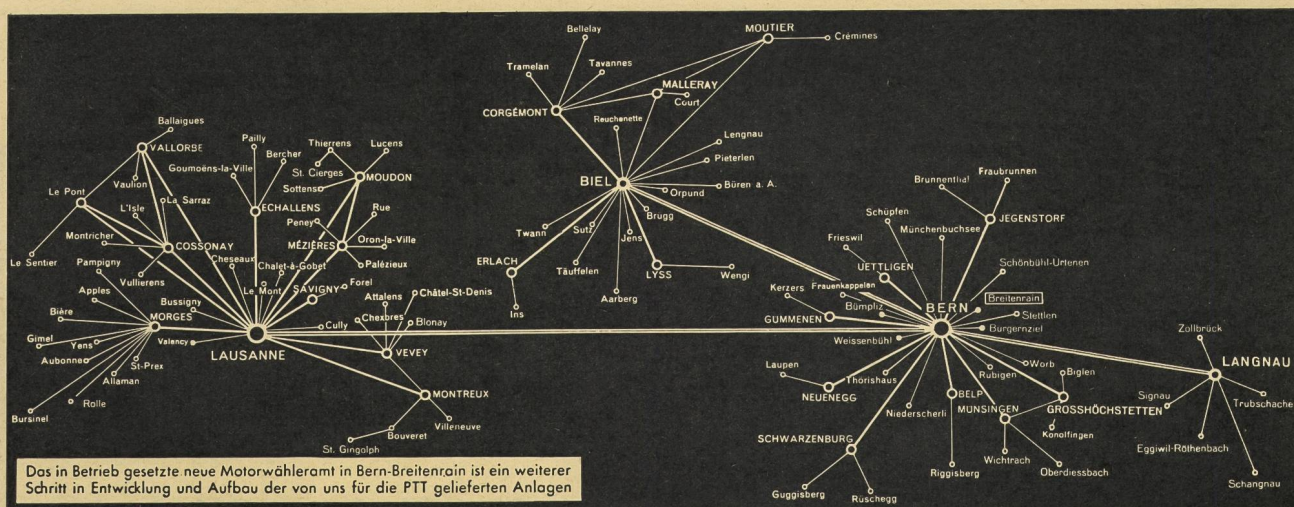 Bellelay
MOUTIER
Crémines
Tramelan
Tavannes
MALLERAY
Court
CORGÉMONT
Reuchenette
Lengnau
Pieterlen
BIEL
Büren a. A.
Orpund
Brugg
Twann
Sutz
Jens
Täuffelen
ERLACH
LYSS
Wengi
Aarberg
Ins
Ballaigues
VALLORBE
Pailly
Thierrens
Lucens
Bercher
Goumoëns-la-Ville
St. Cierges
MOUDON
Vaulion
Le Pont
La Sarraz
Sottens
L'Isle
ECHALLENS
Rue
Peney
Montricher
COSSONAY
MÉZIÈRES
Oron-la-Ville
Le Sentier
Pampigny
Cheseaux
Chalet-à-Gobet
Palézieux
Vullierens
Le Mont
Forel
SAVIGNY
Apples
Bussigny
Attalens
Châtel-St-Denis
Bière
MORGES
Cully
Chexbres
Blonay
Gimel
Yens
Valency
LAUSANNE
VEVEY
Aubonne
St-Prex
Allaman
Rolle
Bursinel
MONTREUX
Villeneuve
Bouveret
St. Gingolph
Fraubrunnen
Brunnenthal
Schüpfen
JEGENSTORF
Münchenbuchsee
Frieswil
UETTLIGEN
Schönbühl-Urtenen
Frauenkappelen
Kerzers
BERN
Breitenrain
GÜMMENEN
Bümpliz
Stettlen
Burgernziel
Weissenbühl
Zollbrück
Laupen
Thörishaus
Rubigen
Worb
Biglen
LANGNAU
NEUENEGG
BELP
Niederscherli
MÜNSINGEN
GROSSHÖCHSTETTEN
Signau
Trubschachen
Konolfingen
SCHWARZENBURG
Wichtrach
Oberdiessbach
Riggisberg
Eggiwil-Röthenbach
Guggisberg
Rüschegg
Schangnau
Das in Betrieb gesetzte neue Motorwähleramt in Bern-Breitenrain ist ein weiterer
Schritt in Entwicklung und Aufbau der von uns für die PTT gelieferten Anlagen